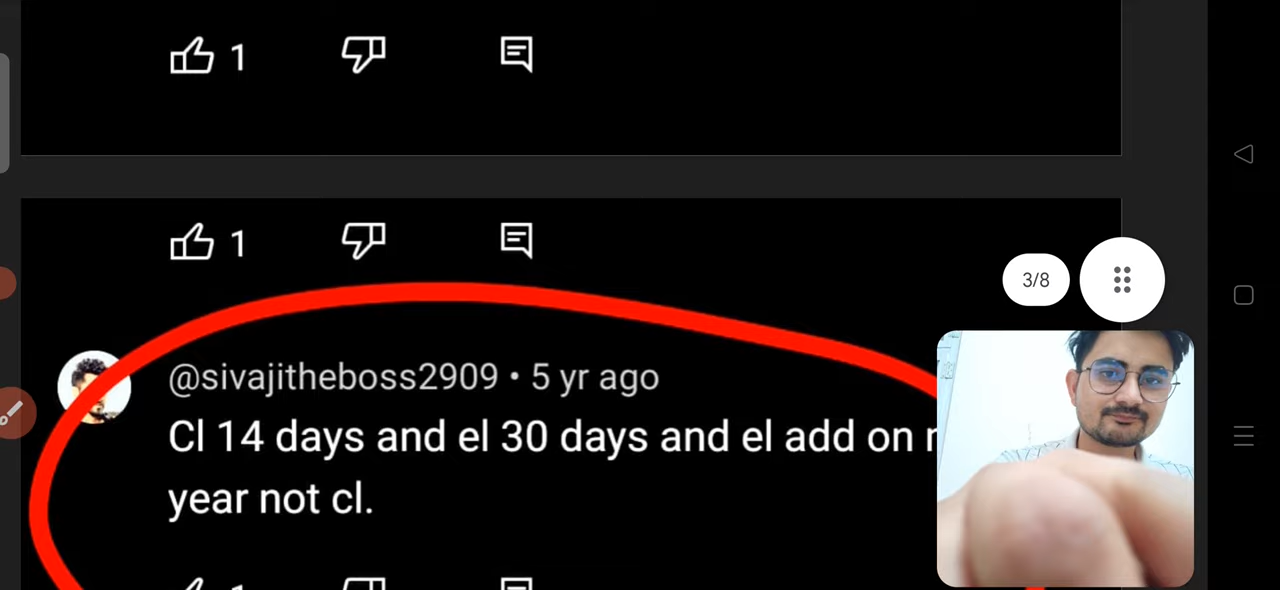 1
1
3/8
@sivajitheboss2909 • 5 yr ago
Cl 14 days and el 30 days and el add on
year not cl.